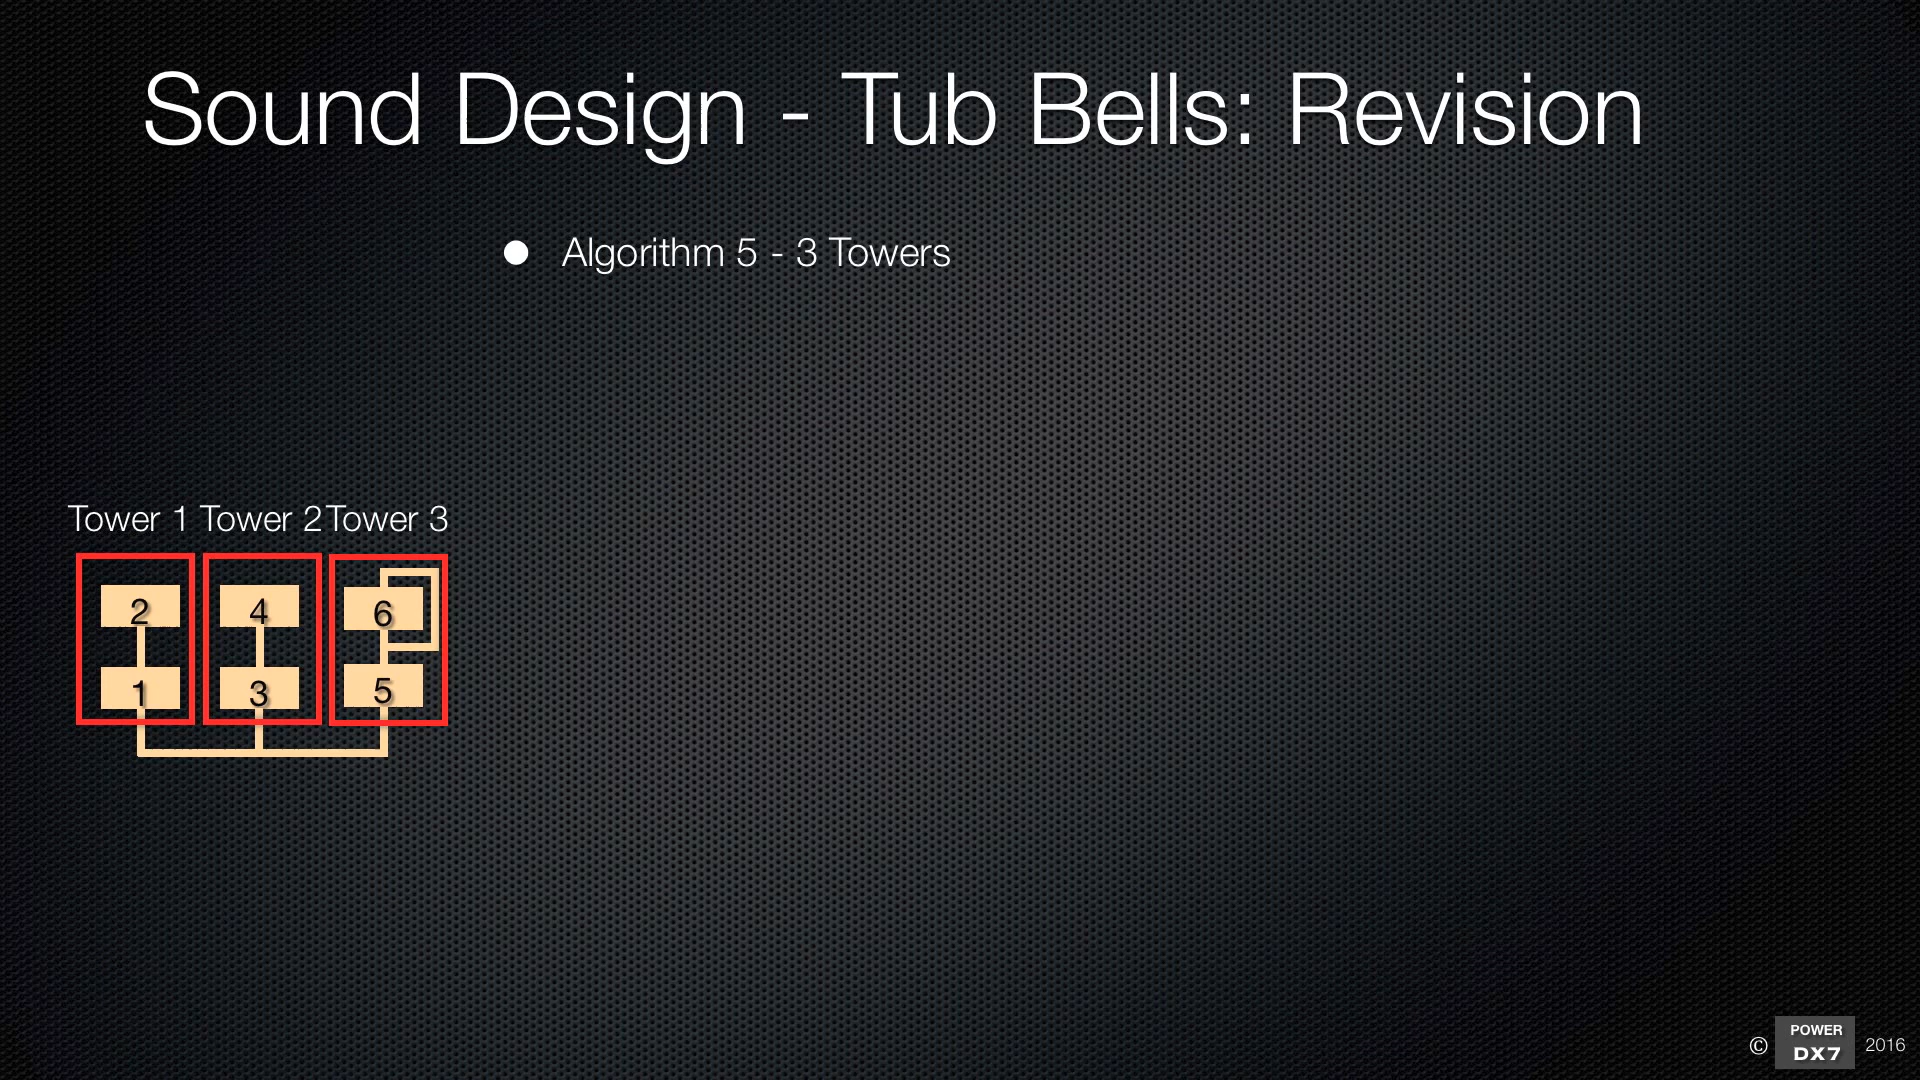 Sound Design - Tub Bells: Revision
Algorithm 5 - 3 Towers
Tower 1 Tower 2 Tower 3
2 4 6
1 3 5
© POWER DX7 2016